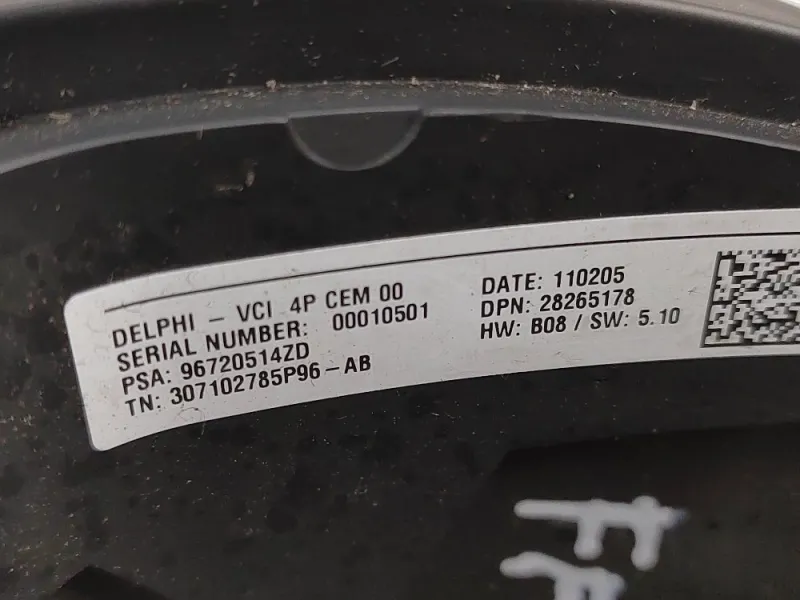 DELPHI - VCI 4P CEM 00
SERIAL NUMBER: 00010501
PSA: 96720514ZD
TN: 307102785P96-AB
DATE: 110205
DPN: 28265178
HW: B08 / SW: 5.10